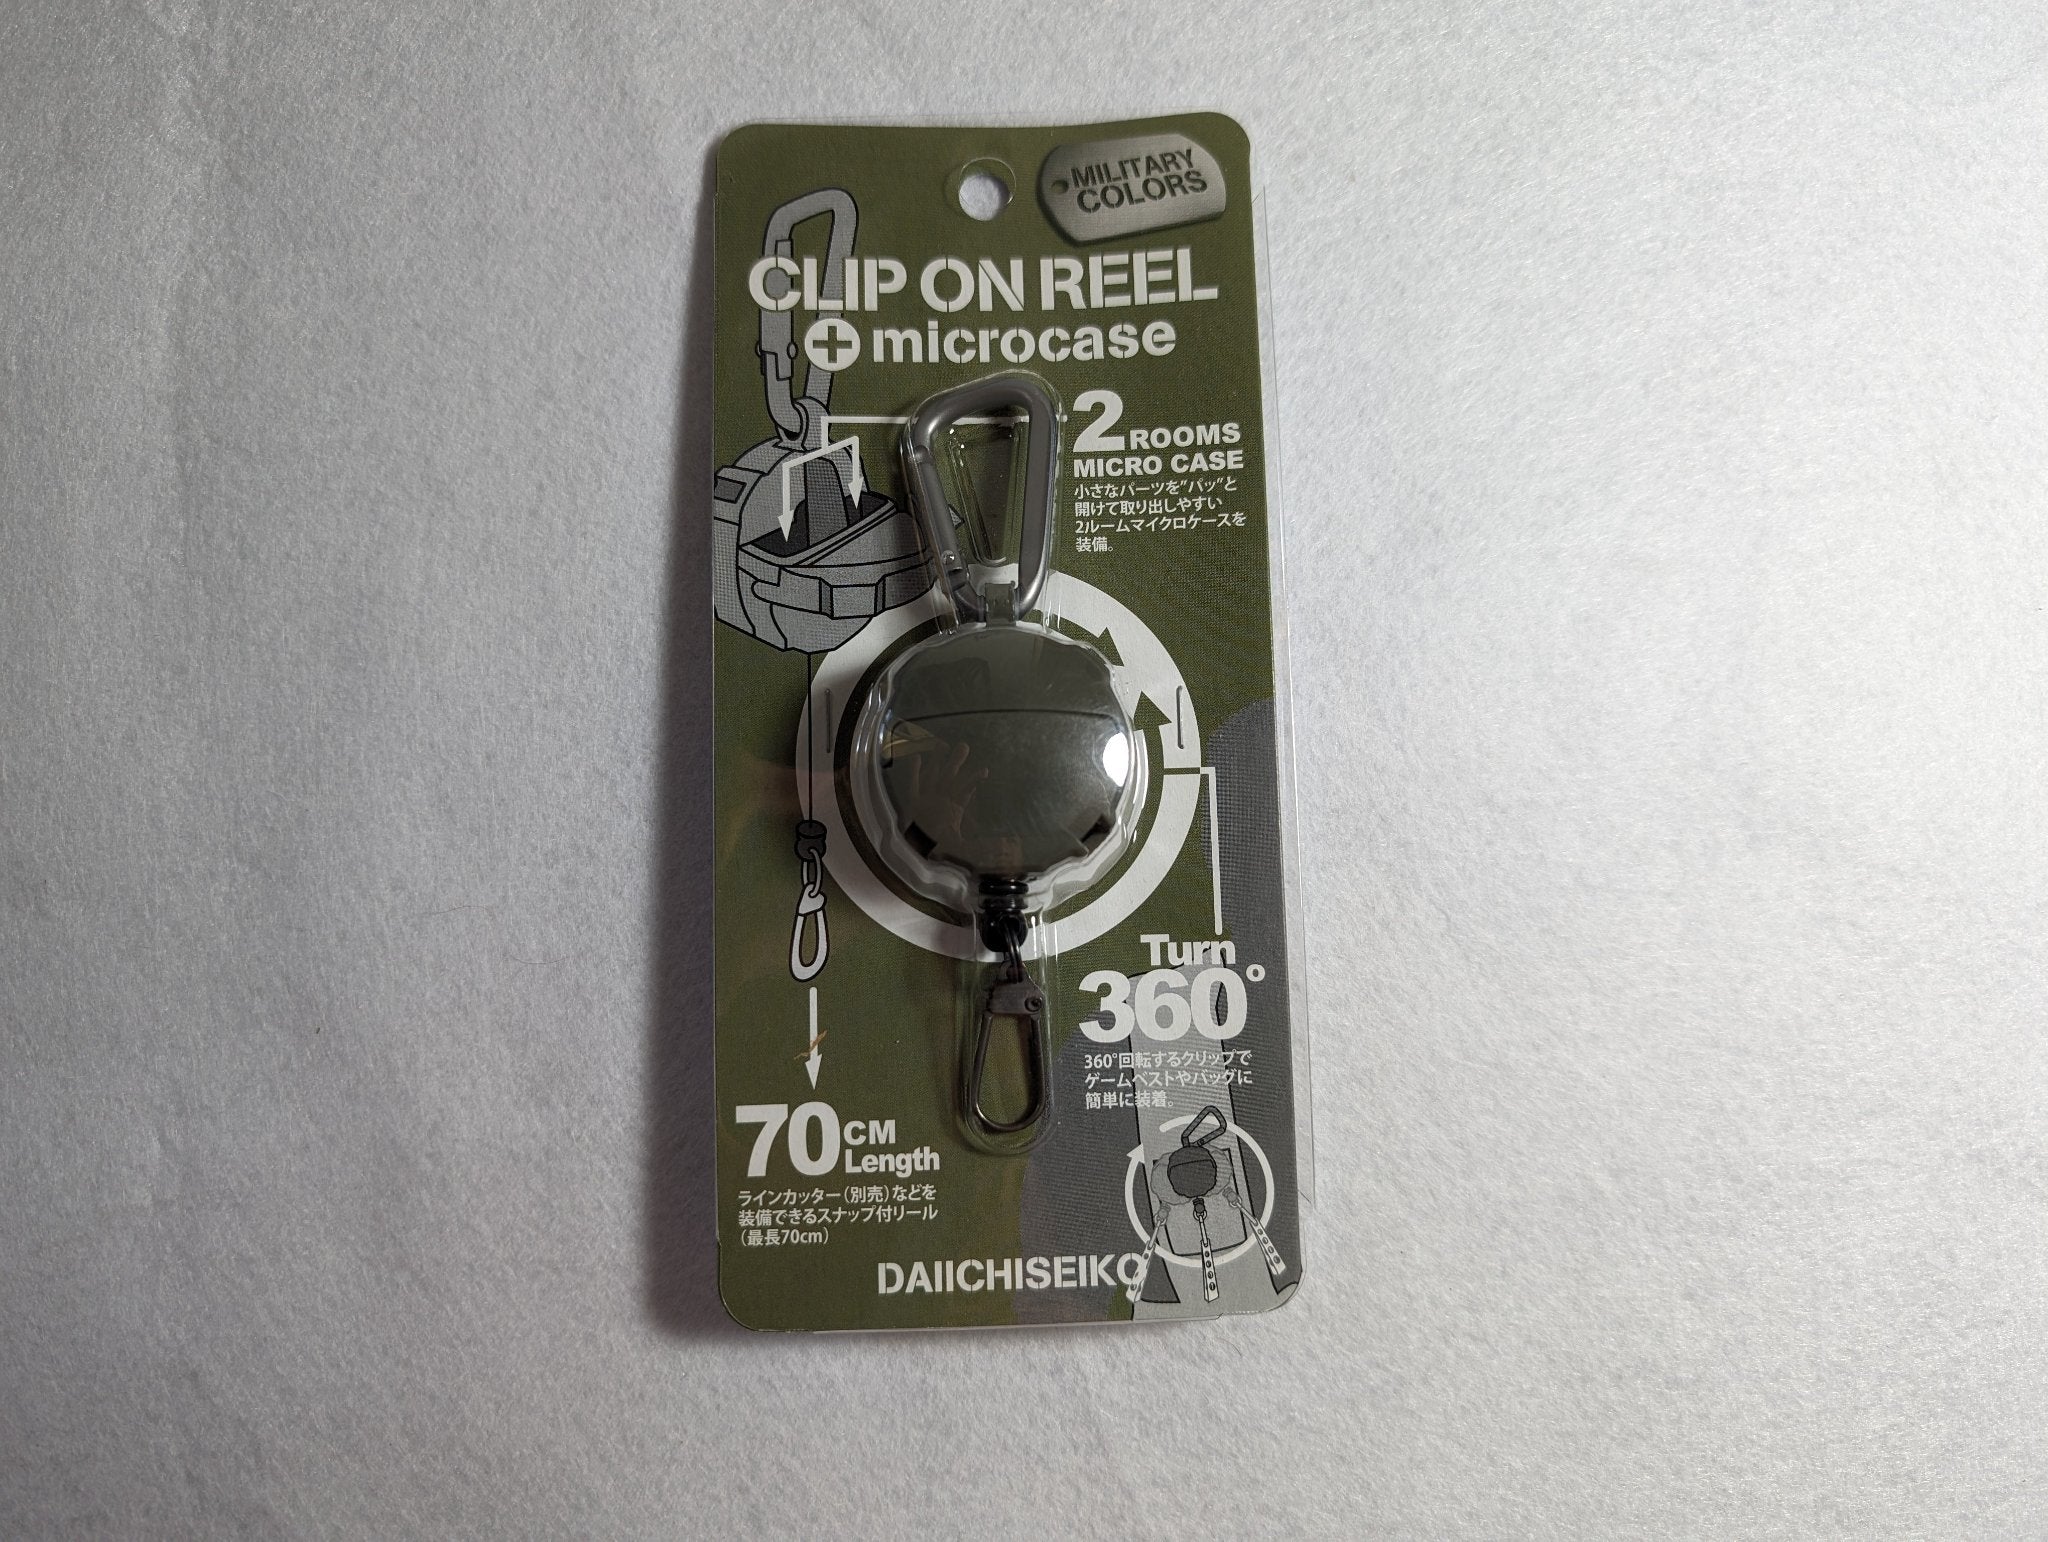 MILITARY
COLORS
CLIP ON REEL
+ microcase
2 ROOMS
MICRO CASE
小さなパーツを"パッ"と
開けて取り出しやすい
2ルームマイクロケースを
装備。
Turn
360°
360°回転するクリップで
ゲームベストやバッグに
簡単に装着。
70 CM
Length
ラインカッター(別売)などを
装備できるスナップ付リール
(最長70cm)
DAIICHISEIKO